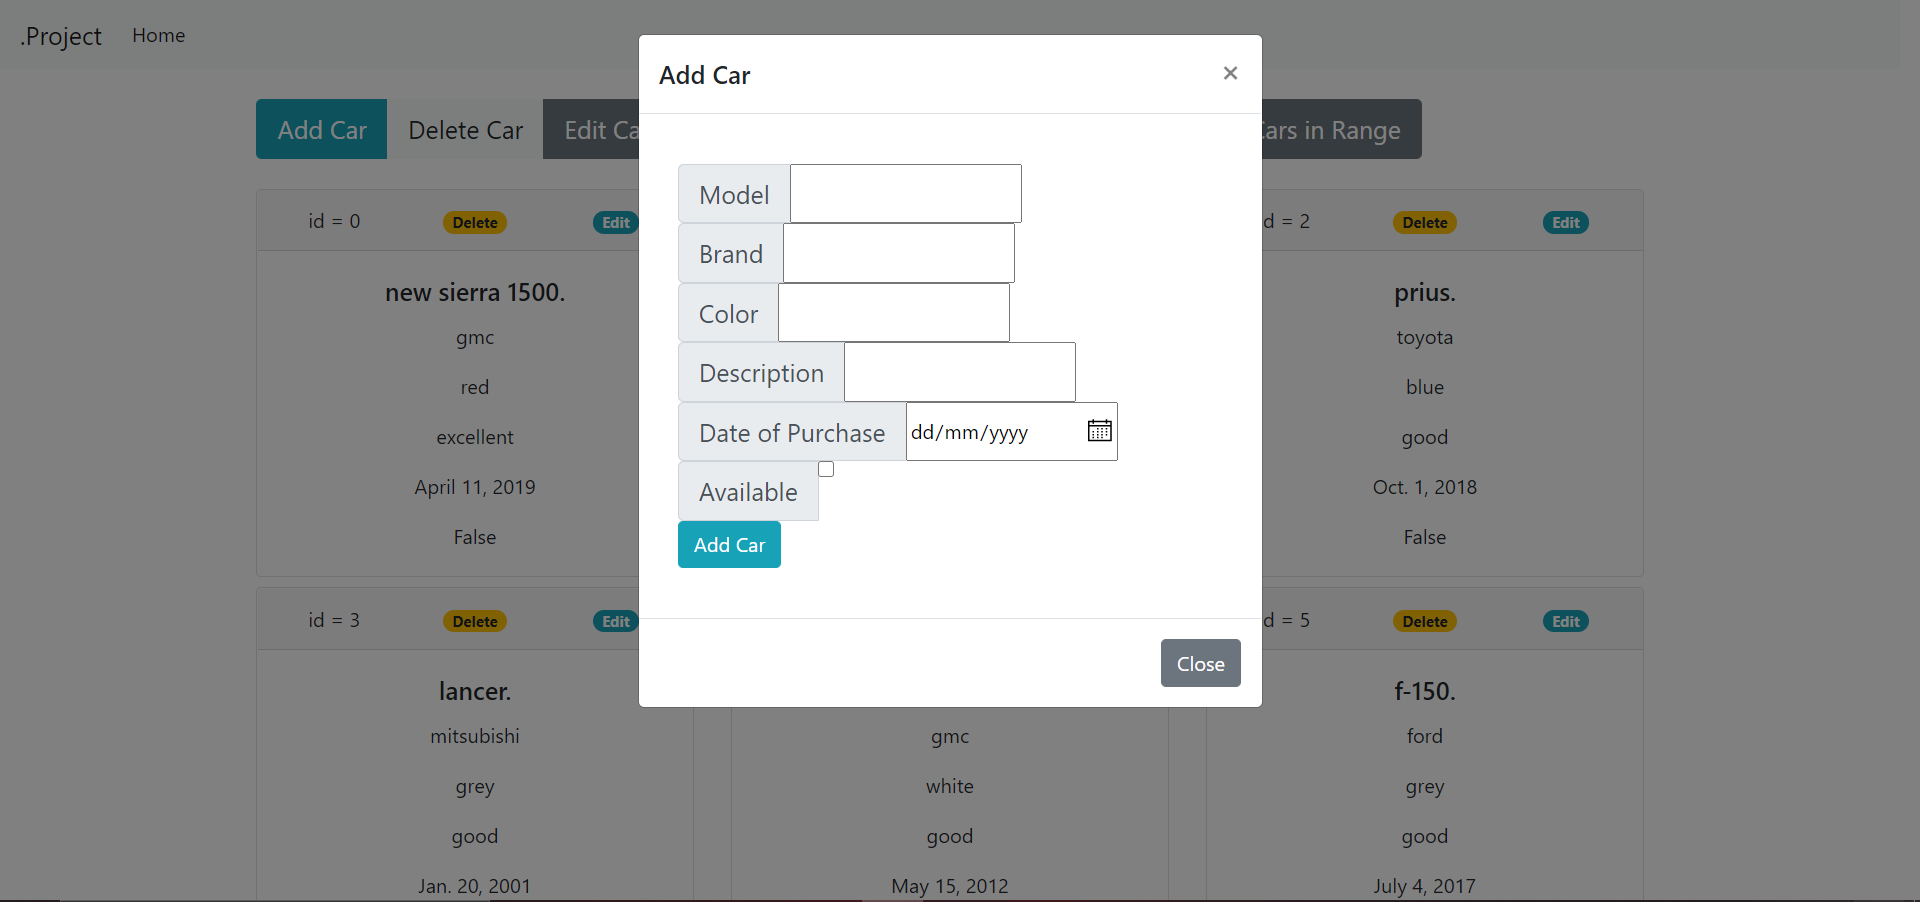 .Project Home
Add Car
×
Add Car Delete Car Edit Ca
ars in Range
Model
Brand
Color
Description
Date of Purchase dd/mm/yyyy
Available
Add Car
Close
id = 0 Delete Edit
new sierra 1500.
gmc
red
excellent
April 11, 2019
False
d = 2 Delete Edit
prius.
toyota
blue
good
Oct. 1, 2018
False
id = 3 Delete Edit
lancer.
mitsubishi
grey
good
Jan. 20, 2001
gmc
white
good
May 15, 2012
d = 5 Delete Edit
f-150.
ford
grey
good
July 4, 2017